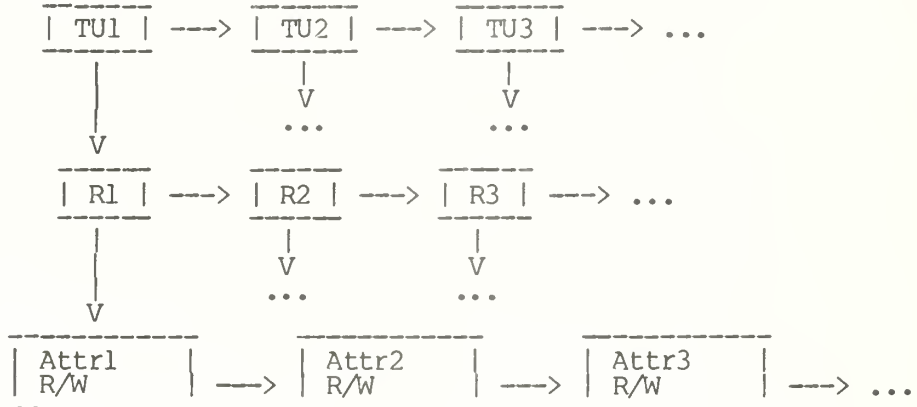 | TU1 | ---> | TU2 | ---> | TU3 | ---> ...
V V
... ...
V
| R1 | ---> | R2 | ---> | R3 | ---> ...
V V
... ...
V
| Attr1 | Attr2 | Attr3 |
| R/W | ---> | R/W | ---> | R/W | ---> ...